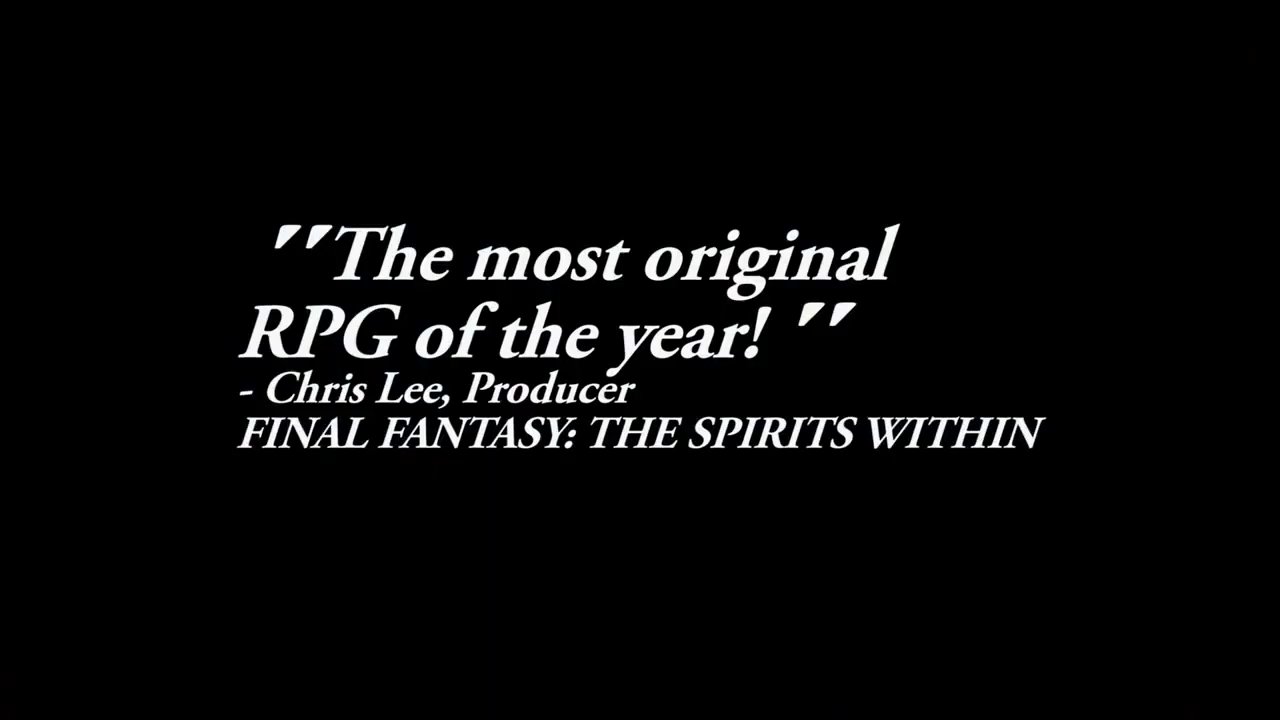 "The most original
RPG of the year! "
- Chris Lee, Producer
FINAL FANTASY: THE SPIRITS WITHIN